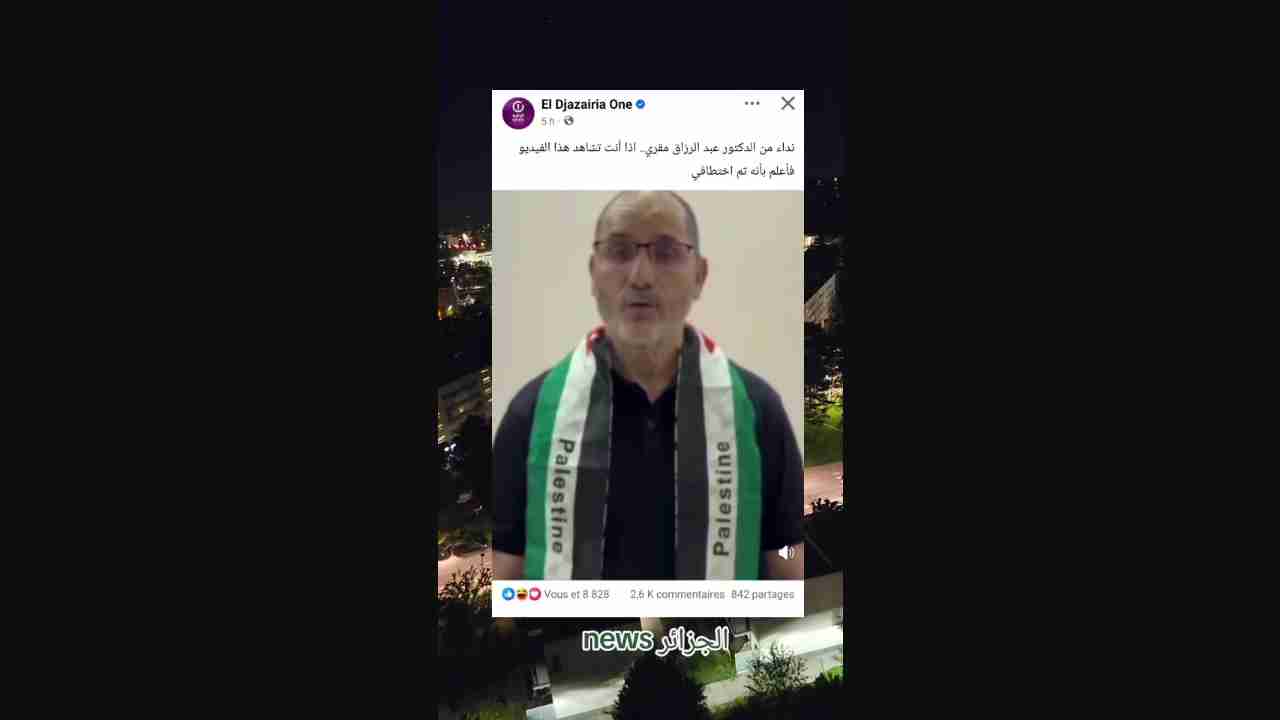 El Djazairia One
5 h ·
نداء من الدكتور عبد الرزاق مقري.. اذا أنت تشاهد هذا الفيديو
فأعلم بأنه تم اختطافي
Palestine
Palestine
Vous et 8 828 2,6 K commentaires 842 partages
الجزائر news